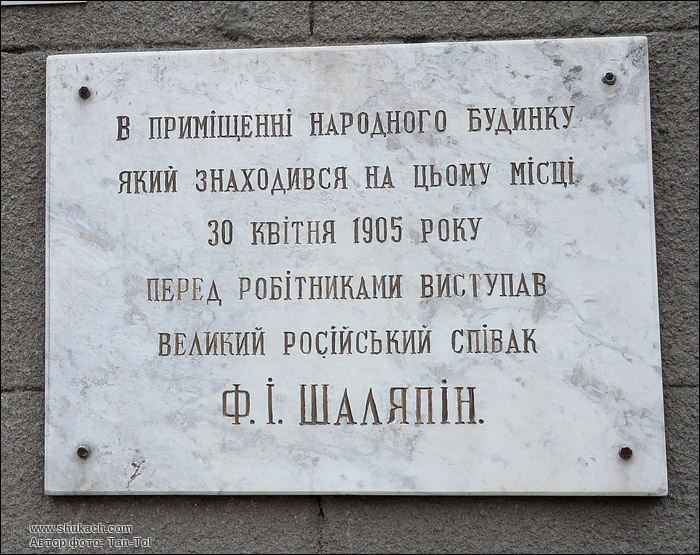 В ПРИМІЩЕННІ НАРОДНОГО БУДИНКУ
ЯКИЙ ЗНАХОДИВСЯ НА ЦЬОМУ МІСЦІ
30 КВІТНЯ 1905 РОКУ
ПЕРЕД РОБІТНИКАМИ ВИСТУПАВ
ВЕЛИКИЙ РОСІЙСЬКИЙ СПІВАК
Ф. І. ШАЛЯПІН.
www.shukach.com
Автор фото: Tan-Tol